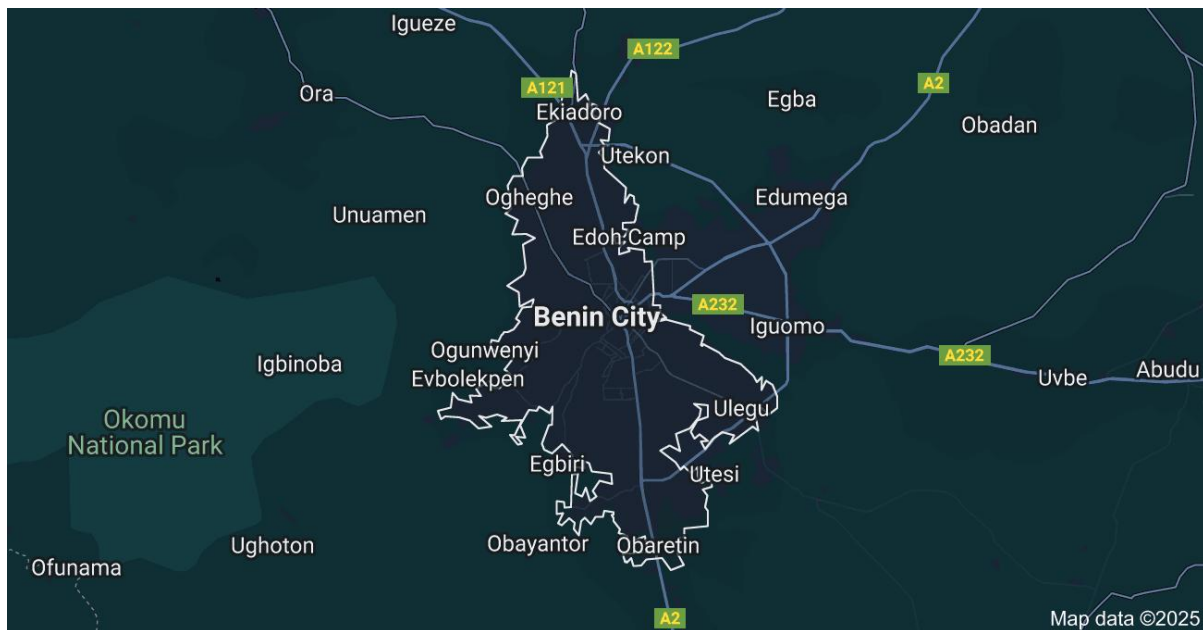 Igueze
A122
A2
A121
Ora
Egba
Ekiadoro
Obadan
Utekon
Ogheghe
Edumega
Unuamen
Edoh Camp
A232
Benin City
Iguomo
Ogunwenyi
A232
Igbinoba
Evbolekpen
Uvbe
Abudu
Okomu
National Park
Ulegu
Egbiri
Utesi
Ughoton
Obayantor
Obaretin
Ofunama
A2
Map data ©2025